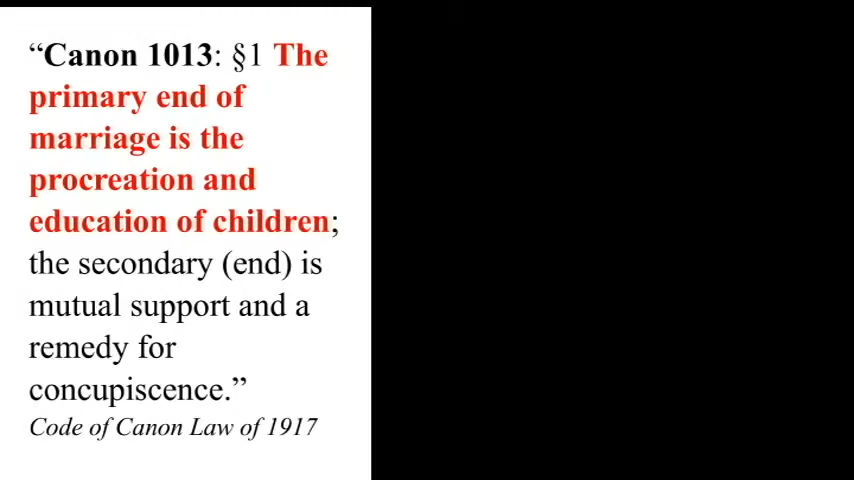 “Canon 1013: §1 The
primary end of
marriage is the
procreation and
education of children;
the secondary (end) is
mutual support and a
remedy for
concupiscence.”
Code of Canon Law of 1917